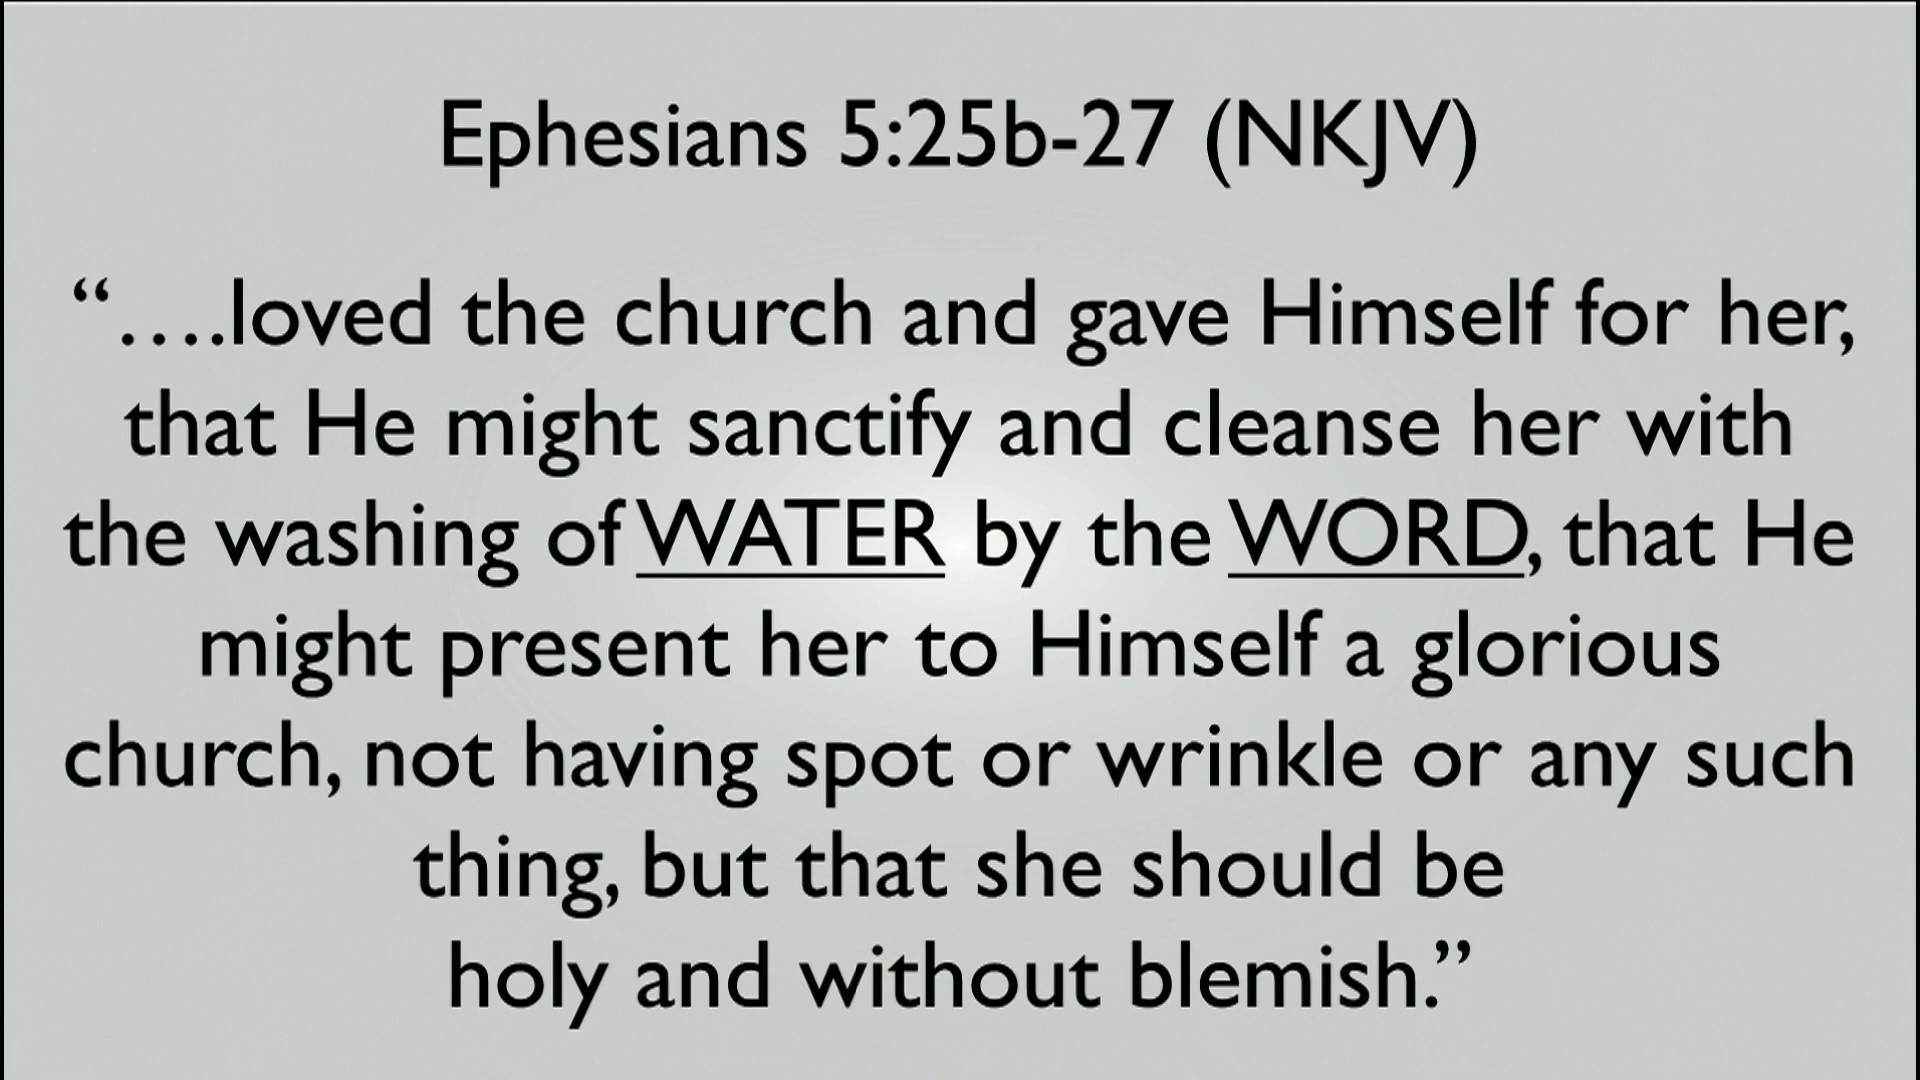 Ephesians 5:25b-27 (NKJV)
“….loved the church and gave Himself for her,
that He might sanctify and cleanse her with
the washing of WATER by the WORD, that He
might present her to Himself a glorious
church, not having spot or wrinkle or any such
thing, but that she should be
holy and without blemish.”